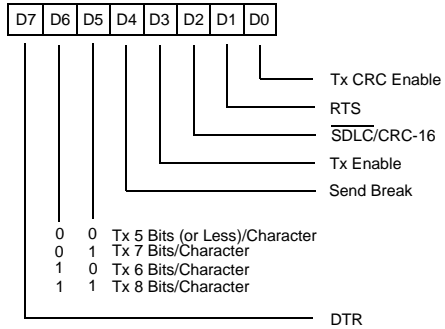 D7 D6 D5 D4 D3 D2 D1 D0
Tx CRC Enable
RTS
SDLC/CRC-16
Tx Enable
Send Break
0 0 Tx 5 Bits (or Less)/Character
0 1 Tx 7 Bits/Character
1 0 Tx 6 Bits/Character
1 1 Tx 8 Bits/Character
DTR